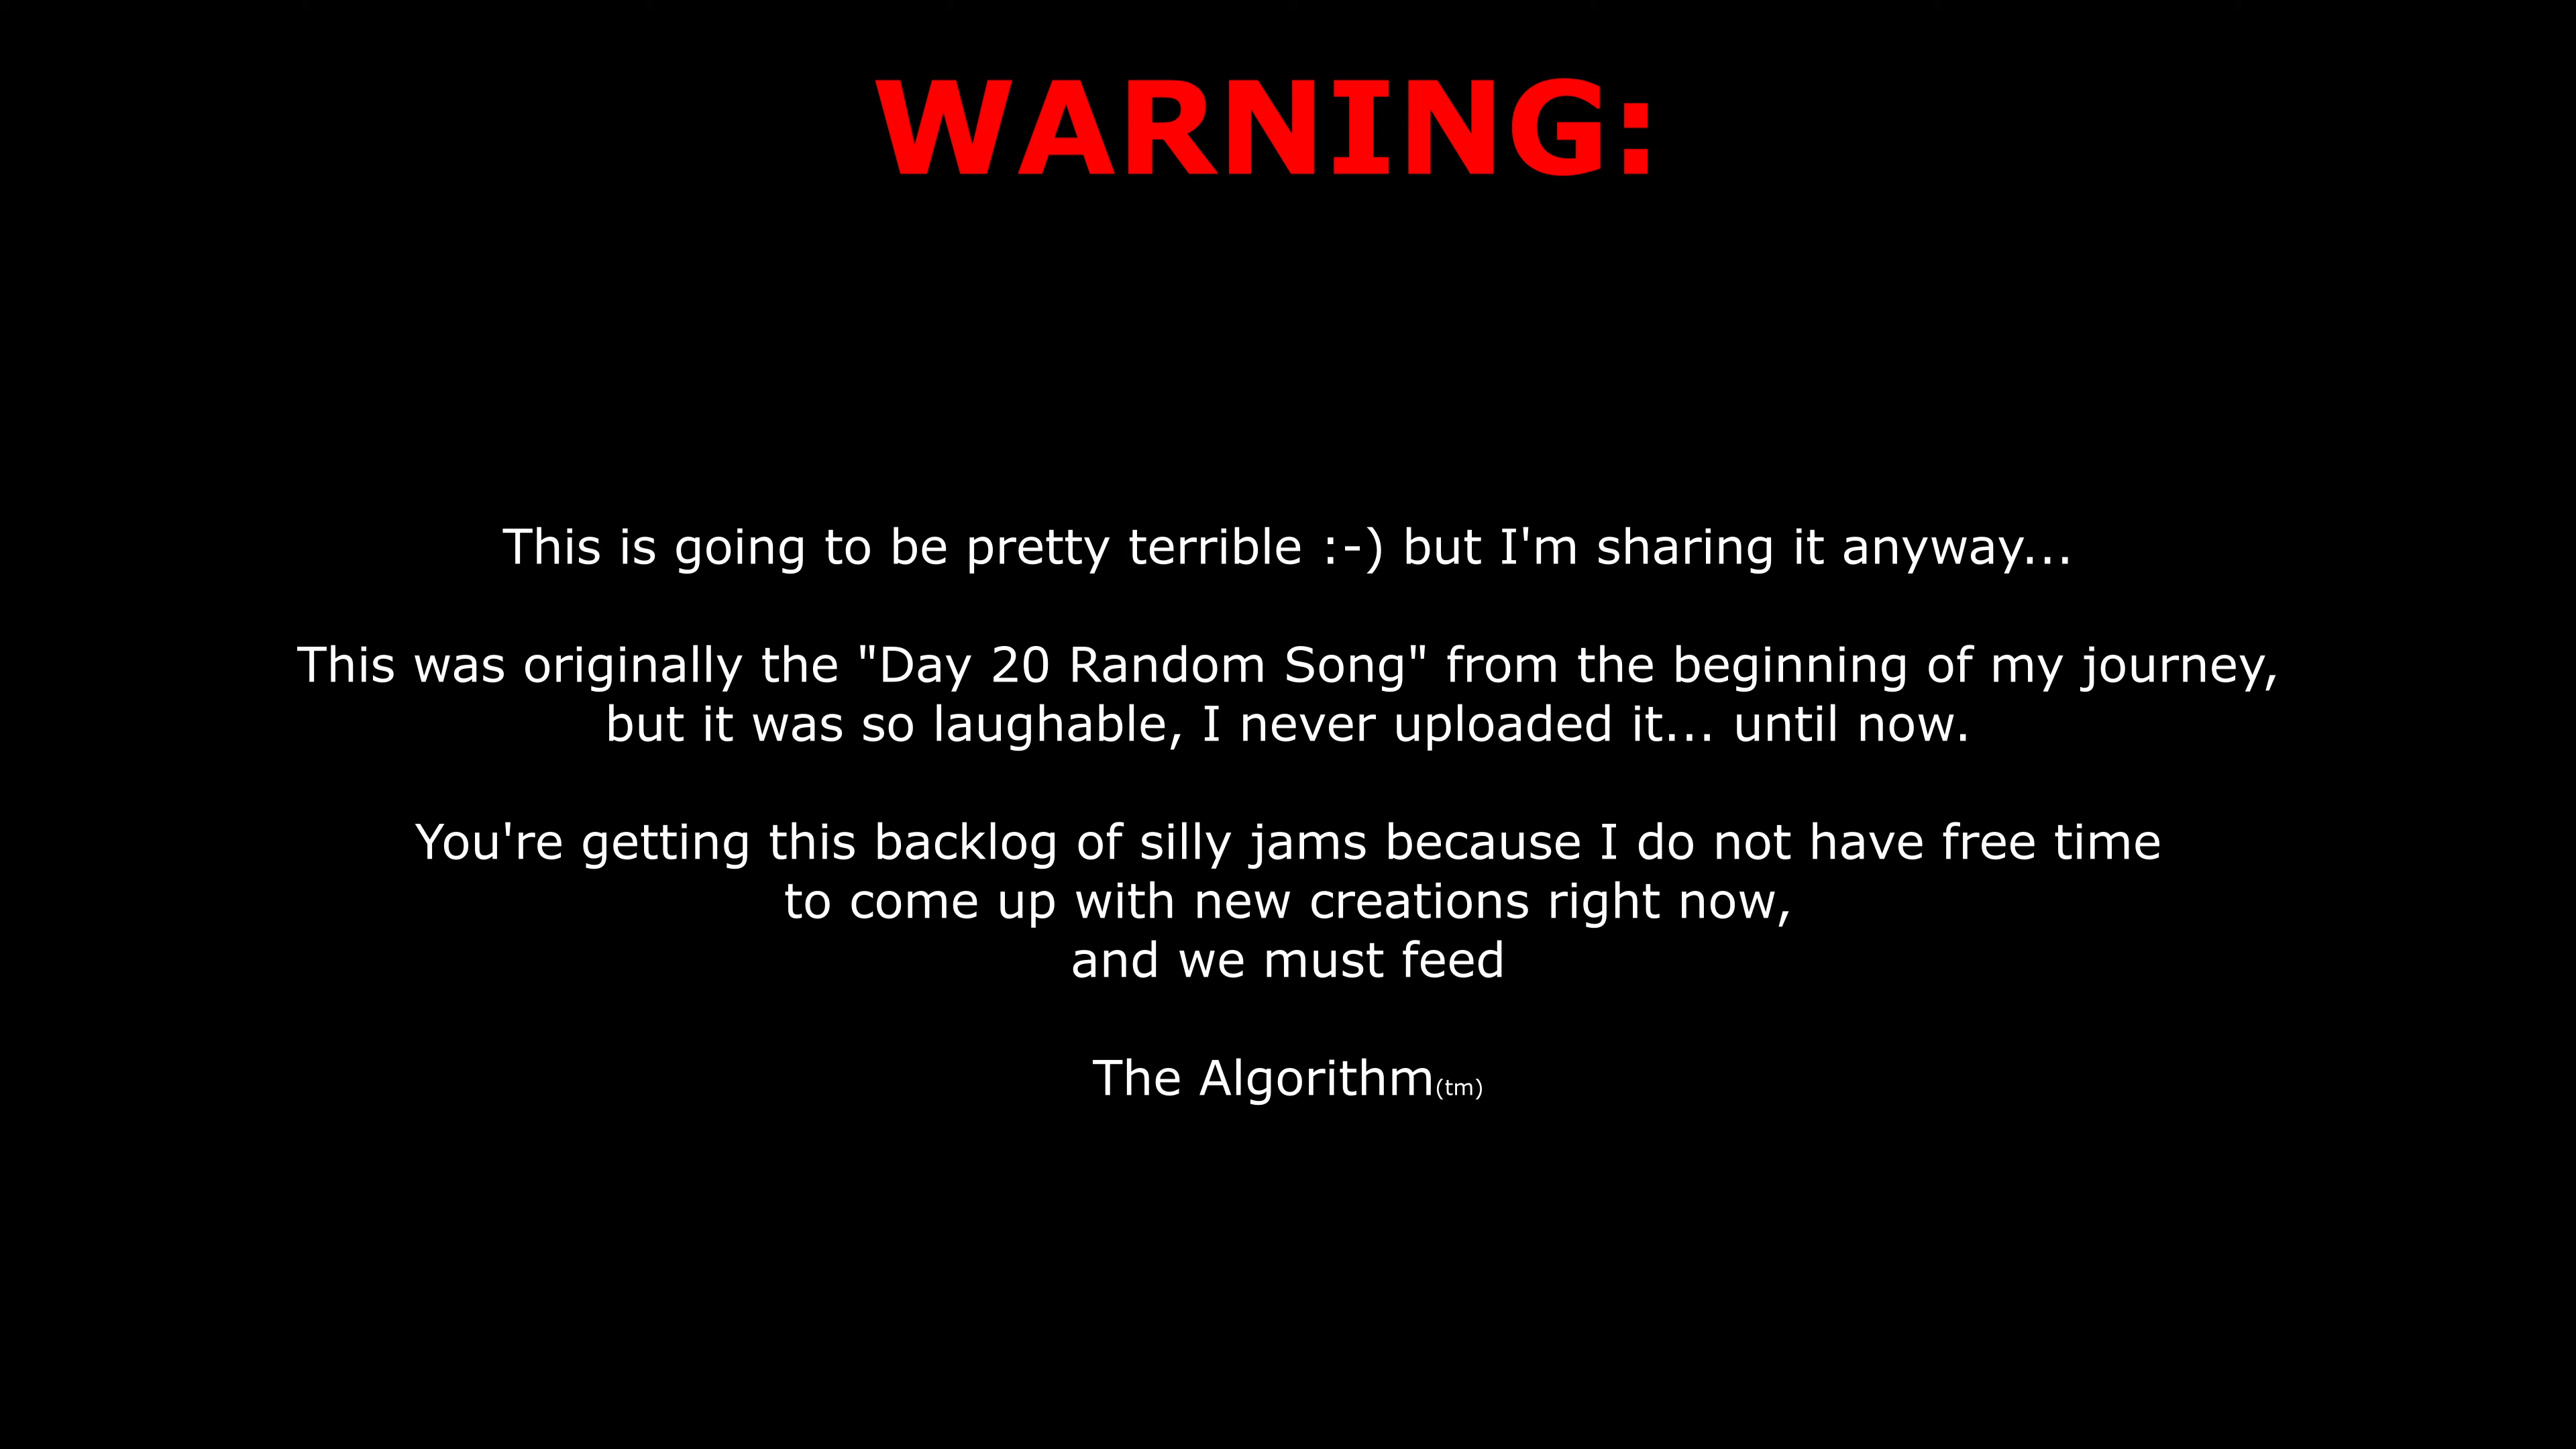 WARNING:
This is going to be pretty terrible :-) but I'm sharing it anyway...
This was originally the "Day 20 Random Song" from the beginning of my journey,
but it was so laughable, I never uploaded it... until now.
You're getting this backlog of silly jams because I do not have free time
to come up with new creations right now,
and we must feed
The Algorithm(tm)